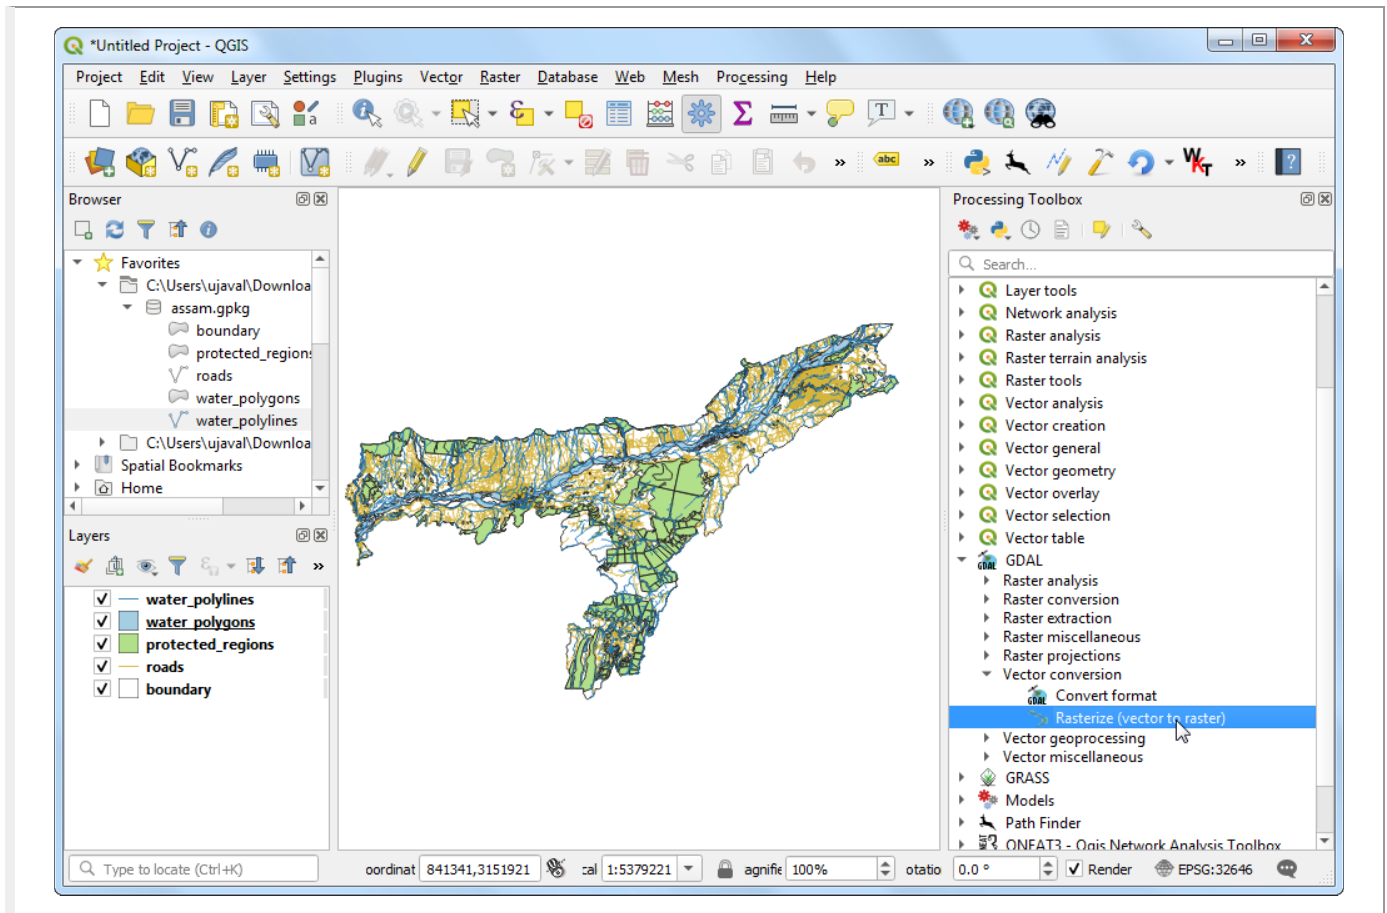 *Untitled Project - QGIS
Project Edit View Layer Settings Plugins Vector Raster Database Web Mesh Processing Help
a T
abc WKT ?
Browser
Favorites
C:\Users\ujaval\Downloa
assam.gpkg
boundary
protected_region
roads
water_polygons
water_polylines
C:\Users\ujaval\Downloa
Spatial Bookmarks
Home
Layers
water_polylines
water_polygons
protected_regions
roads
boundary
Processing Toolbox
Search...
Layer tools
Network analysis
Raster analysis
Raster terrain analysis
Raster tools
Vector analysis
Vector creation
Vector general
Vector geometry
Vector overlay
Vector selection
Vector table
GDAL GDAL
Raster analysis
Raster conversion
Raster extraction
Raster miscellaneous
Raster projections
Vector conversion
GDAL Convert format
Rasterize (vector to raster)
Vector geoprocessing
Vector miscellaneous
GRASS
Models
Path Finder
ONEAT3 - Qgis Network Analysis Toolbox
Type to locate (Ctrl+K) oordinat 841341,3151921 cal 1:5379221 agnifie 100% otatio 0.0 ° Render EPSG:32646